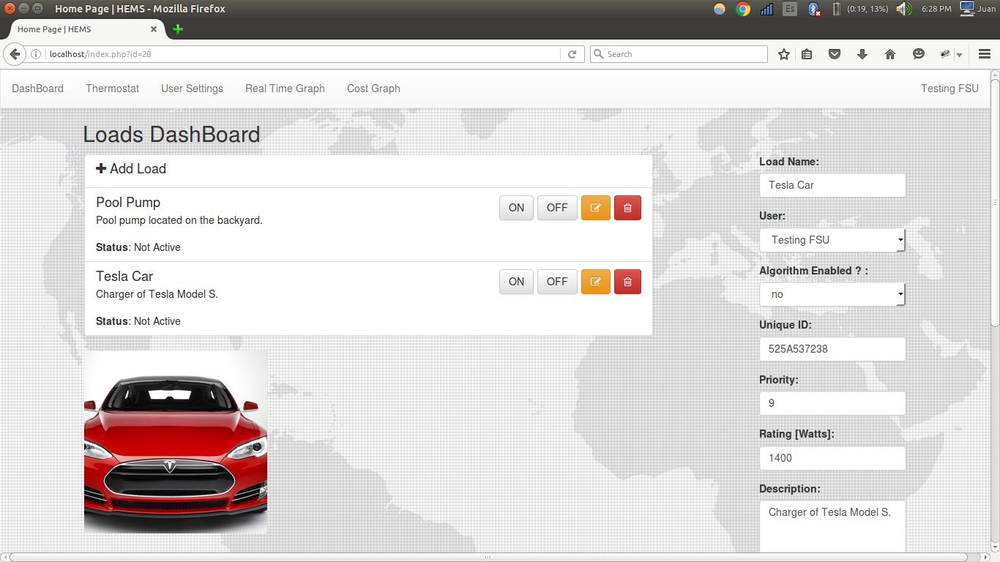 Home Page | HEMS - Mozilla Firefox
Es
(0:19, 13%)
6:28 PM
Juan
Home Page | HEMS
localhost/index.php?id=28
Search
DashBoard
Thermostat
User Settings
Real Time Graph
Cost Graph
Testing FSU
Loads DashBoard
Add Load
Pool Pump
Pool pump located on the backyard.
Status: Not Active
ON
OFF
Tesla Car
Charger of Tesla Model S.
Status: Not Active
ON
OFF
Load Name:
Tesla Car
User:
Testing FSU
Algorithm Enabled ? :
no
Unique ID:
525A537238
Priority:
9
Rating [Watts]:
1400
Description:
Charger of Tesla Model S.